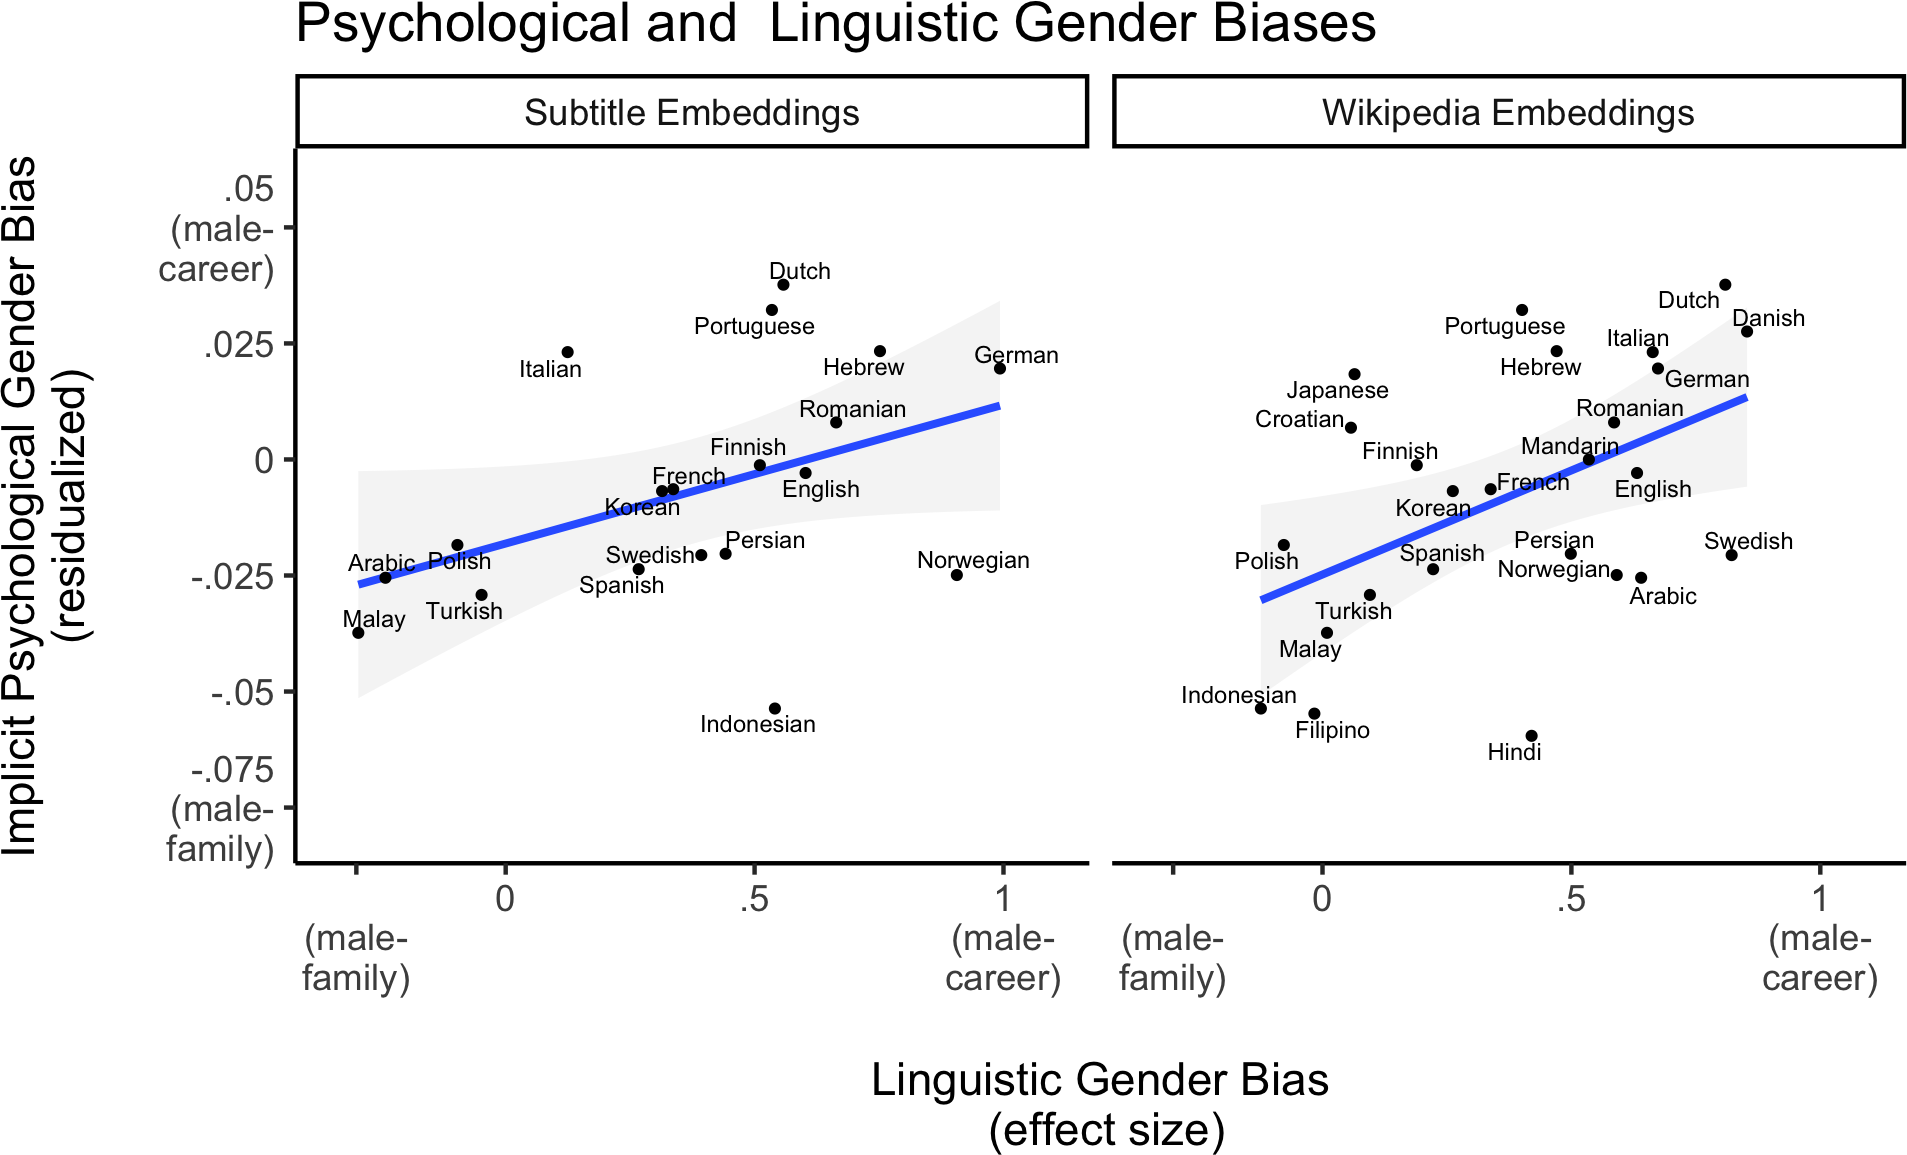 Psychological and  Linguistic Gender Biases
Subtitle Embeddings
Wikipedia Embeddings
Implicit Psychological Gender Bias
(residualized)
.05
(male-
career)
.025
0
-.025
-.05
-.075
(male-
family)
Dutch
Portuguese
Italian
Hebrew
German
Romanian
Finnish
French
English
Korean
Persian
Swedish
Arabic
Polish
Norwegian
Spanish
Turkish
Malay
Indonesian
Dutch
Danish
Portuguese
Italian
Hebrew
German
Japanese
Romanian
Croatian
Mandarin
Finnish
French
English
Korean
Persian
Swedish
Spanish
Polish
Norwegian
Arabic
Turkish
Malay
Indonesian
Filipino
Hindi
0
.5
1
(male-
family)
(male-
career)
0
.5
1
(male-
family)
(male-
career)
Linguistic Gender Bias
(effect size)